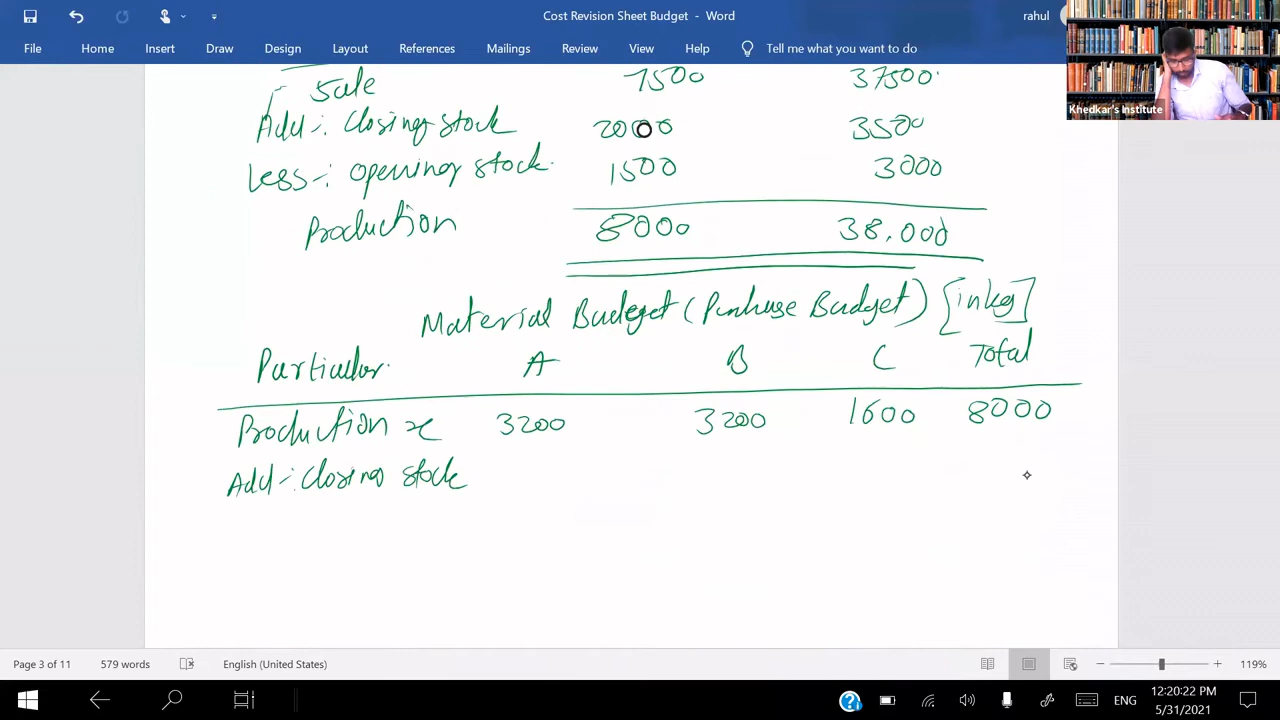 Cost Revision Sheet Budget - Word
rahul
File Home Insert Draw Design Layout References Mailings Review View Help Tell me what you want to do
Khedkar's Institute
Sale 7500 37500
Add-: Closing stock 2000 3500
Less-: opening stock. 1500 3000
Production 8000 38,000
Material Budget (Purchase Budget) [in kg]
Particular. A B C Total
Production x 3200 3200 1600 8000
Add-: Closing stock
Page 3 of 11 579 words English (United States) 119%
ENG 12:20:22 PM
5/31/2021